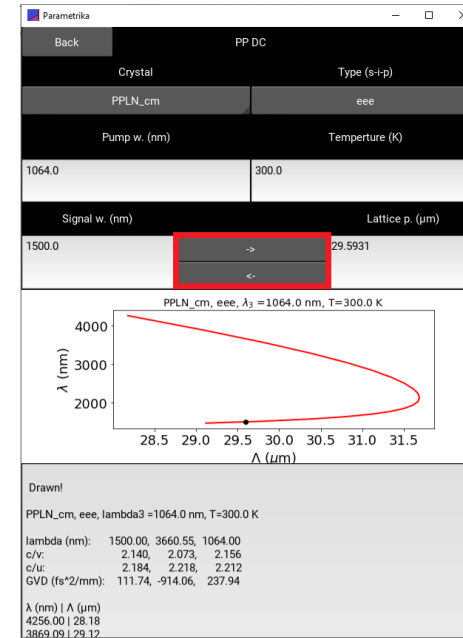 Parametrika
Back PP DC
Crystal Type (s-i-p)
PPLN_cm eee
Pump w. (nm) Temperture (K)
1064.0 300.0
Signal w. (nm) Lattice p. (μm)
1500.0 -> 29.5931
<-
PPLN_cm, eee, λ3 =1064.0 nm, T=300.0 K
4000
3000
2000
λ (nm)
28.5 29.0 29.5 30.0 30.5 31.0 31.5
Λ (μm)
Drawn!
PPLN_cm, eee, lambda3 =1064.0 nm, T=300.0 K
lambda (nm): 1500.00, 3660.55, 1064.00
c/v: 2.140, 2.073, 2.156
c/u: 2.184, 2.218, 2.212
GVD (fs^2/mm): 111.74, -914.06, 237.94
λ (nm) | Λ (μm)
4256.00 | 28.18
3869.09 | 29.12